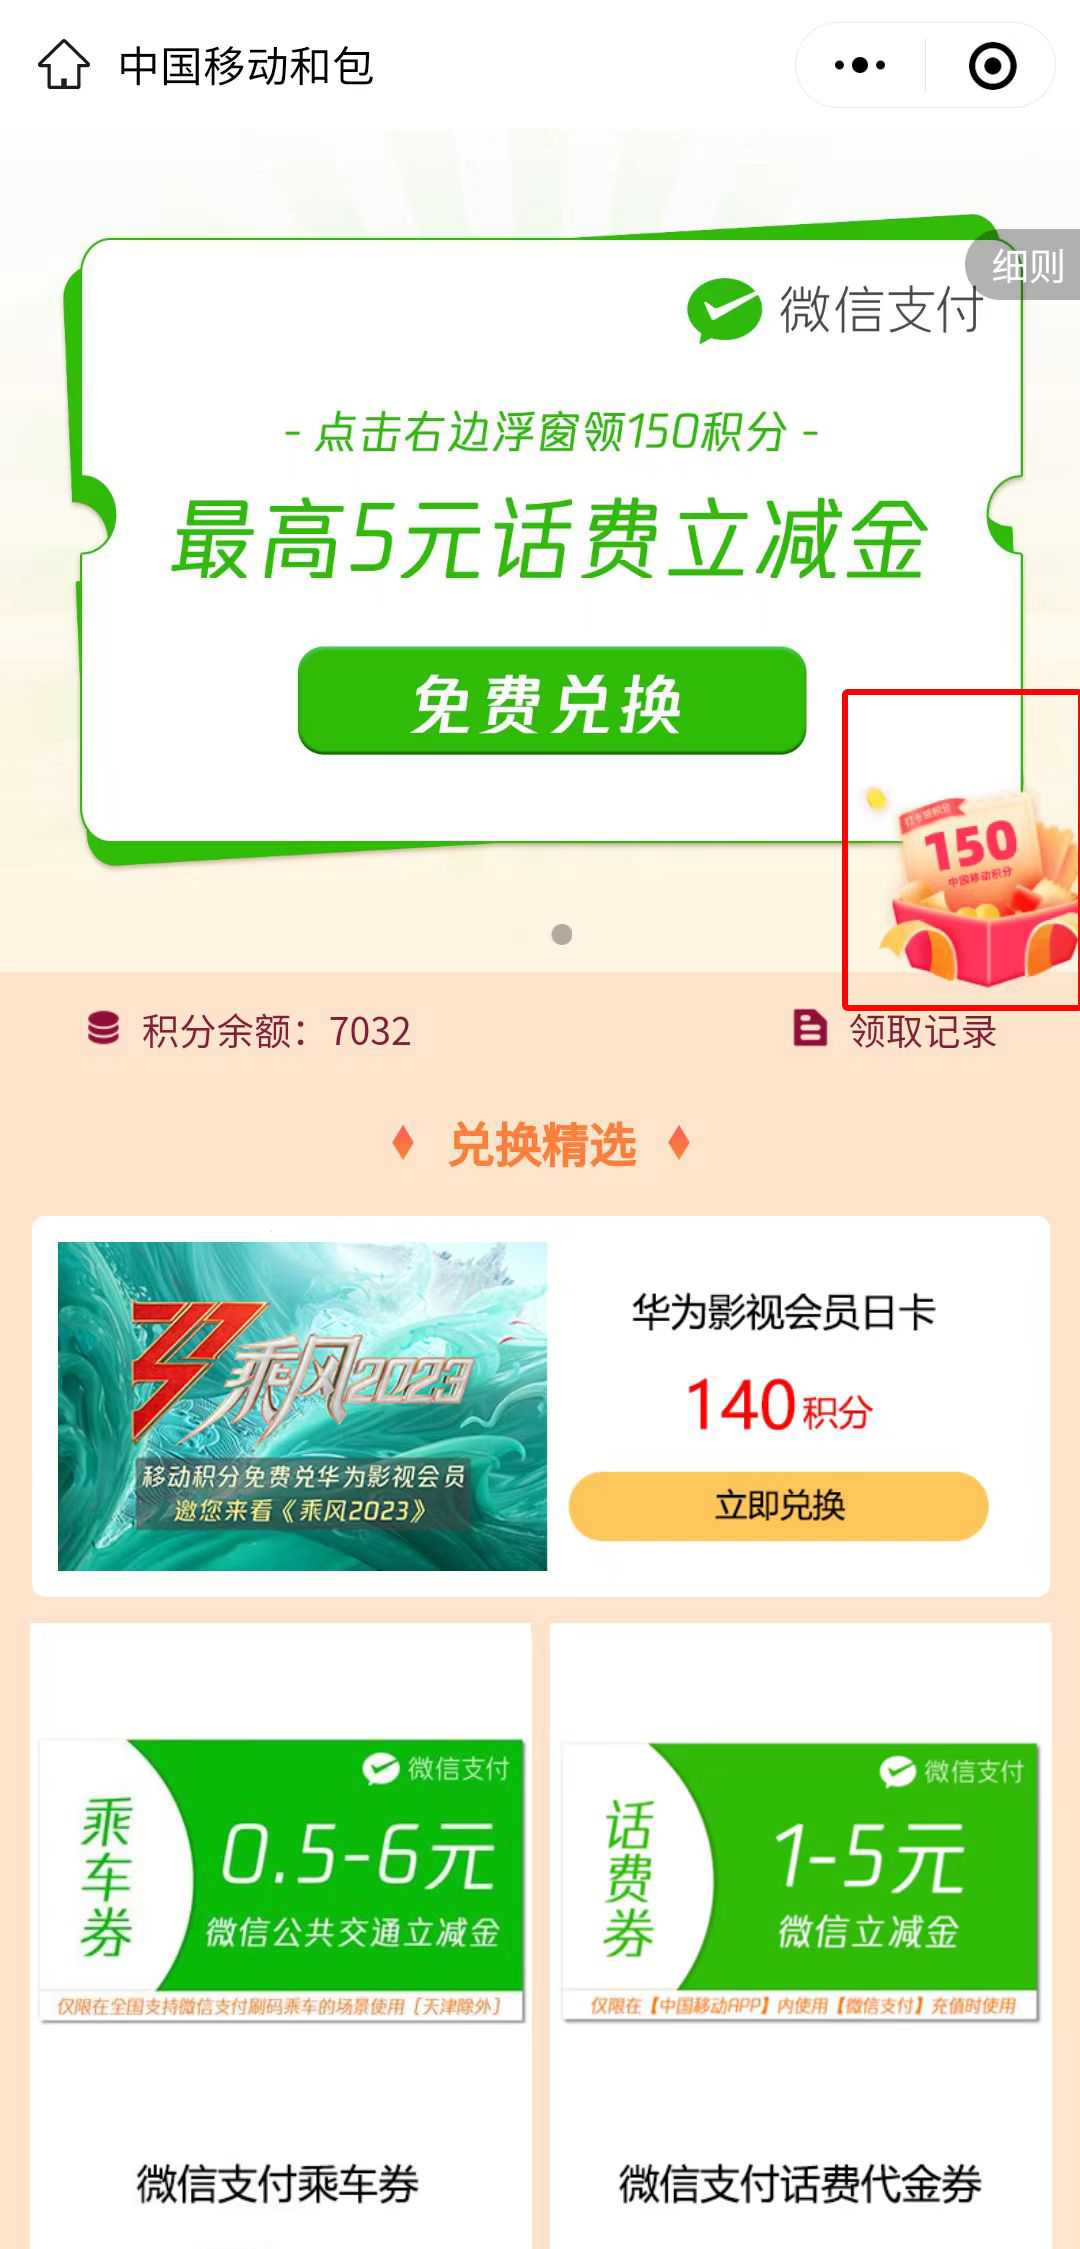 中国移动和包
细则
微信支付
- 点击右边浮窗领150积分 -
最高5元话费立减金
免费兑换
打卡领积分
150
中国移动积分
积分余额：7032
领取记录
兑换精选
乘风2023
移动积分免费兑华为影视会员
邀您来看《乘风2023》
华为影视会员日卡
140积分
立即兑换
微信支付
乘车券
0.5-6元
微信公共交通立减金
仅限在全国支持微信支付刷码乘车的场景使用［天津除外］
微信支付
话费券
1-5元
微信立减金
仅限在【中国移动APP】内使用【微信支付】充值时使用
微信支付乘车券
微信支付话费代金券